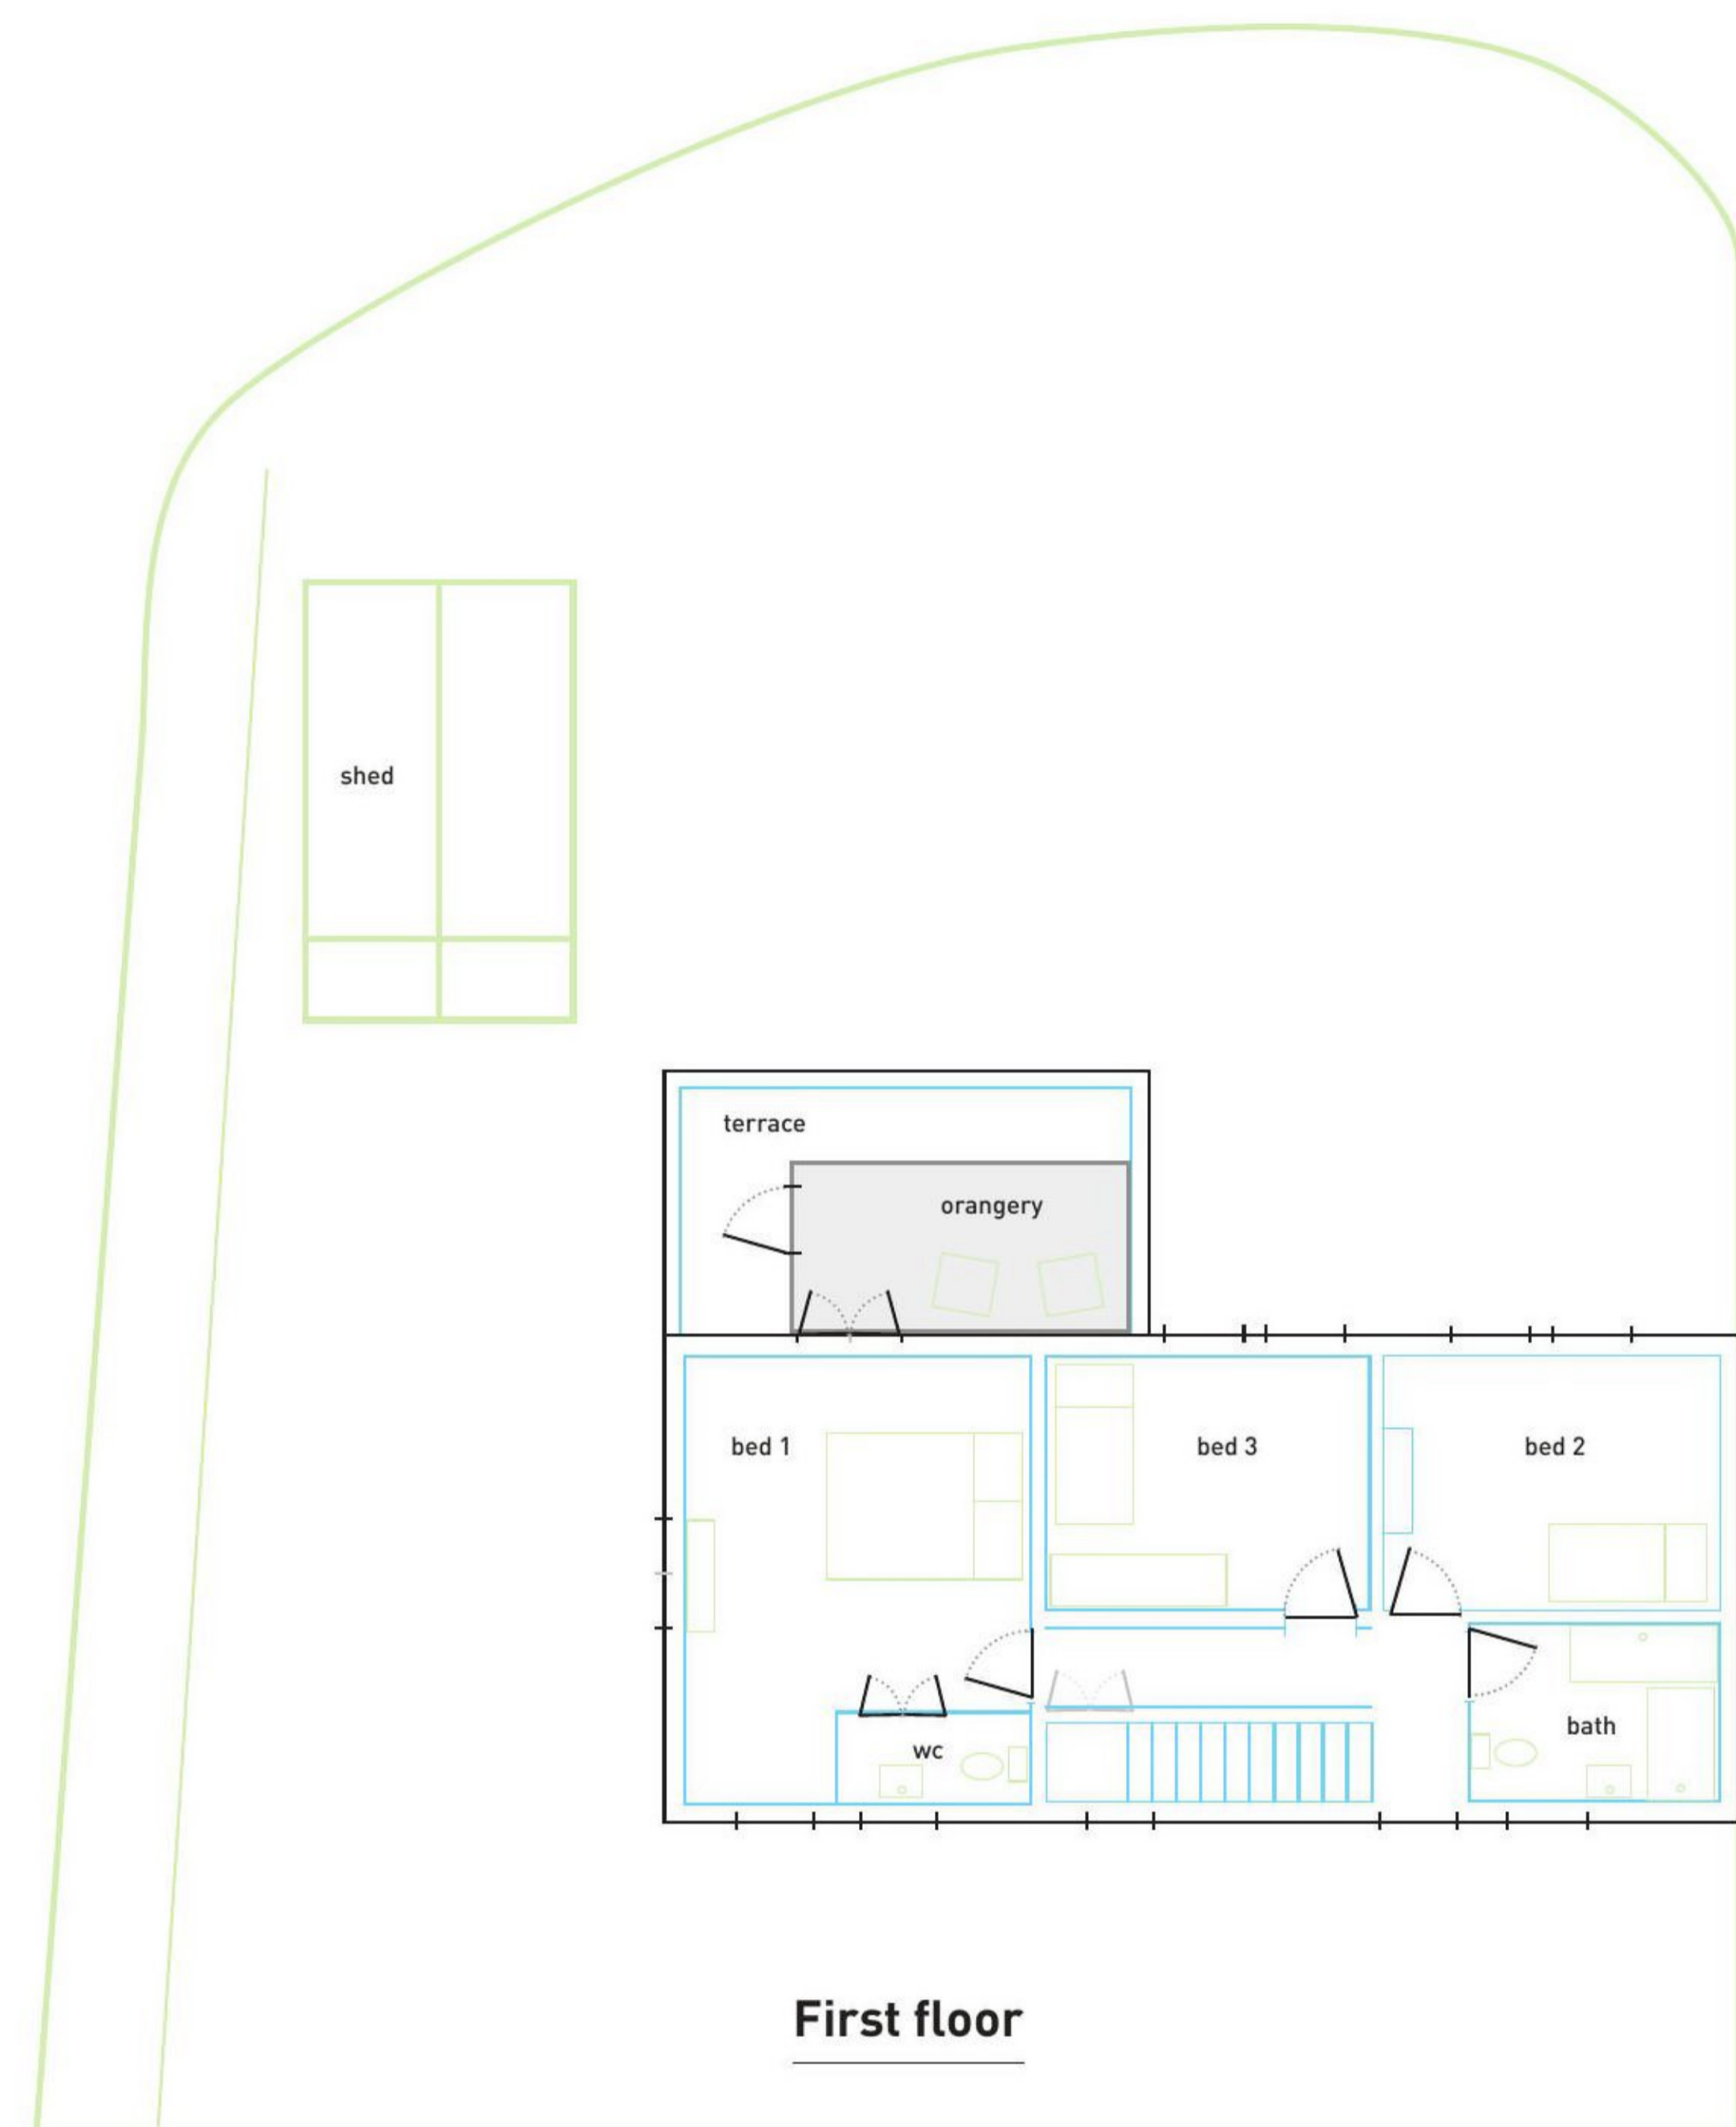 shed
terrace
orangery
bed 1
bed 3
bed 2
wc
bath
First floor